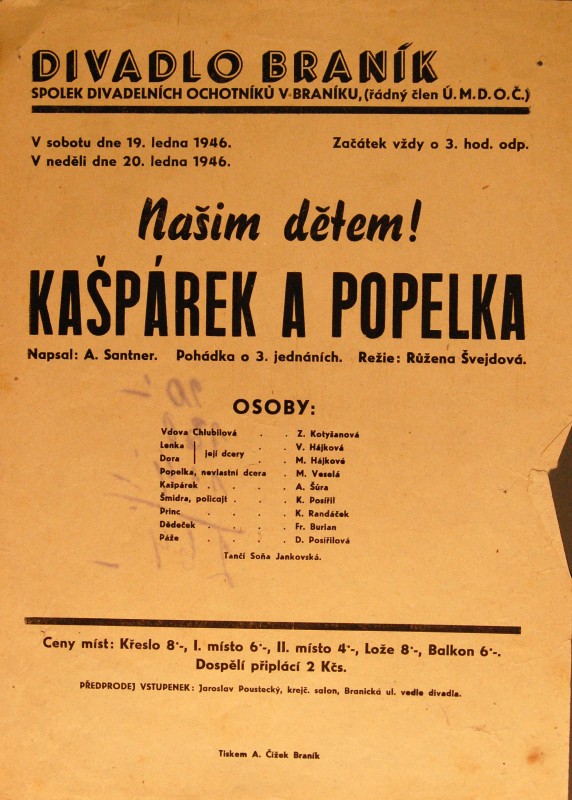 DIVADLO BRANÍK
SPOLEK DIVADELNÍCH OCHOTNÍKŮ V BRANÍKU, (řádný člen Ú. M. D. O. Č.)
V sobotu dne 19. ledna 1946. Začátek vždy o 3. hod. odp.
V neděli dne 20. ledna 1946.
Našim dětem!
KAŠPÁREK A POPELKA
Napsal: A. Santner. Pohádka o 3. jednáních. Režie: Růžena Švejdová.
OSOBY:
Vdova Chlubilová . . Z. Kotyšanová
Lenka | její dcery . . V. Hájková
Dora | . . M. Hájkové
Popelka, nevlastní dcera . M. Veselá
Kašpárek . . . . A. Šůra
Šmidra, policajt . . . K. Posířil
Princ . . . . K. Randáček
Dědeček . . . . Fr. Burian
Páže . . . . D. Posířilová
Tančí Soňa Jankovská.
Ceny míst: Křeslo 8·-, I. místo 6·-, II. místo 4·-, Lože 8·-, Balkon 6·-.
Dospělí připlácí 2 Kčs.
PŘEDPRODEJ VSTUPENEK: Jaroslav Poustecký, krejč. salon, Branická ul. vedle divadla.
Tiskem A. Čížek Braník